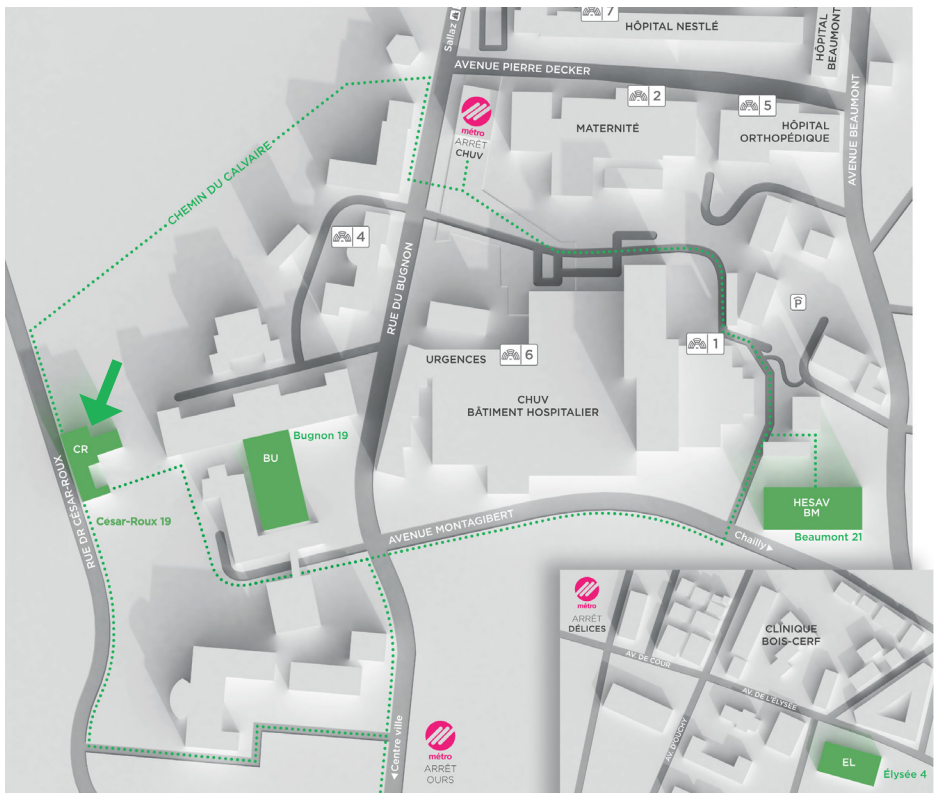 7
HÔPITAL NESTLÉ
HÔPITAL
BEAUMONT
Sallaz
AVENUE PIERRE DECKER
AVENUE BEAUMONT
2
5
métro
ARRÊT
CHUV
MATERNITÉ
HÔPITAL
ORTHOPÉDIQUE
CHEMIN DU CALVAIRE
4
RUE DU BUGNON
P
1
URGENCES
6
CHUV
BÂTIMENT HOSPITALIER
CR
Bugnon 19
BU
César-Roux 19
RUE DR CÉSAR-ROUX
HESAV
BM
Beaumont 21
AVENUE MONTAGIBERT
Chailly
métro
ARRÊT
DÉLICES
CLINIQUE
BOIS-CERF
AV. DE COUR
AV. DE L'ÉLYSÉE
AV. D'OUCHY
EL
Élysée 4
Centre ville
métro
ARRÊT
OURS